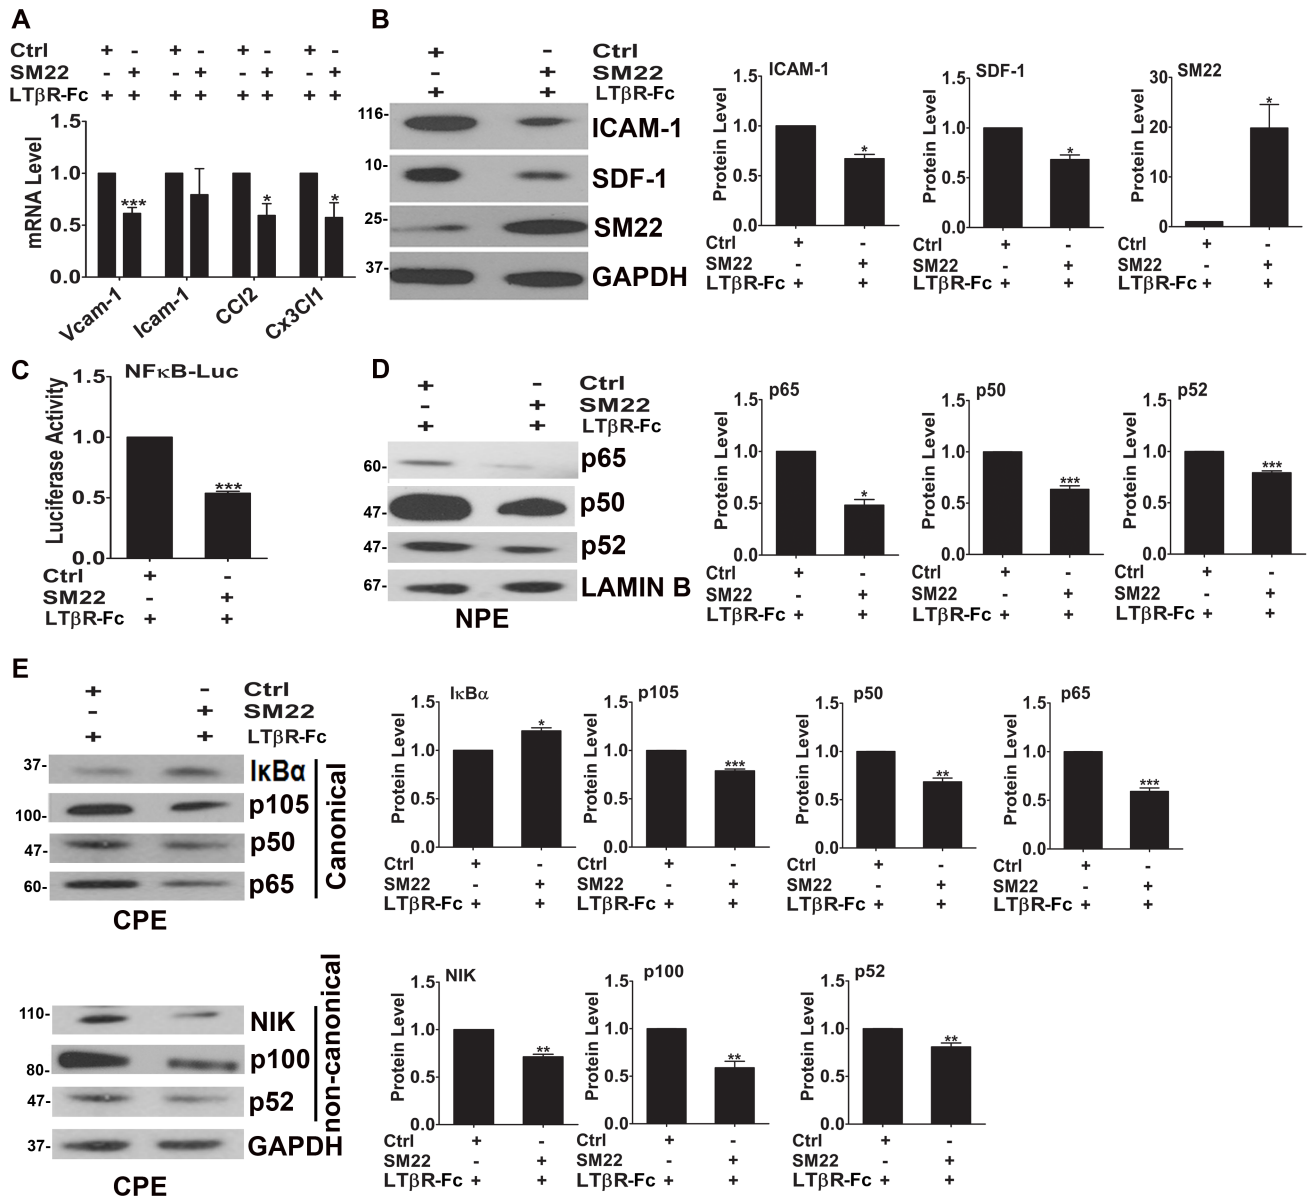 A
Ctrl + - + - + - + -
SM22 - + - + - + - +
LTβR-Fc + + + + + + + +
mRNA Level
1.5
1.0
0.5
0.0
Vcam-1 Icam-1 CCl2 Cx3Cl1
*** * *
B
+ - Ctrl
- + SM22
+ + LTβR-Fc
116- ICAM-1
10- SDF-1
25- SM22
37- GAPDH
ICAM-1
Protein Level
1.5
1.0
0.5
0.0
*
Ctrl + -
SM22 - +
LTβR-Fc + +
SDF-1
Protein Level
1.5
1.0
0.5
0.0
*
Ctrl + -
SM22 - +
LTβR-Fc + +
SM22
Protein Level
30
20
10
0
*
Ctrl + -
SM22 - +
LTβR-Fc + +
C
NFκB-Luc
Luciferase Activity
1.5
1.0
0.5
0.0
***
Ctrl + -
SM22 - +
LTβR-Fc + +
D
+ - Ctrl
- + SM22
+ + LTβR-Fc
60- p65
47- p50
47- p52
67- LAMIN B
NPE
p65
Protein Level
1.5
1.0
0.5
0.0
*
Ctrl + -
SM22 - +
LTβR-Fc + +
p50
Protein Level
1.5
1.0
0.5
0.0
***
Ctrl + -
SM22 - +
LTβR-Fc + +
p52
Protein Level
1.5
1.0
0.5
0.0
***
Ctrl + -
SM22 - +
LTβR-Fc + +
E
+ - Ctrl
- + SM22
+ + LTβR-Fc
37- IκBα
100- p105
47- p50
60- p65
Canonical
CPE
IκBα
Protein Level
1.5
1.0
0.5
0.0
*
Ctrl + -
SM22 - +
LTβR-Fc + +
p105
Protein Level
1.5
1.0
0.5
0.0
***
Ctrl + -
SM22 - +
LTβR-Fc + +
p50
Protein Level
1.5
1.0
0.5
0.0
**
Ctrl + -
SM22 - +
LTβR-Fc + +
p65
Protein Level
1.5
1.0
0.5
0.0
***
Ctrl + -
SM22 - +
LTβR-Fc + +
110- NIK
80- p100
47- p52
37- GAPDH
non-canonical
CPE
NIK
Protein Level
1.5
1.0
0.5
0.0
**
Ctrl + -
SM22 - +
LTβR-Fc + +
p100
Protein Level
1.5
1.0
0.5
0.0
**
Ctrl + -
SM22 - +
LTβR-Fc + +
p52
Protein Level
1.5
1.0
0.5
0.0
**
Ctrl + -
SM22 - +
LTβR-Fc + +